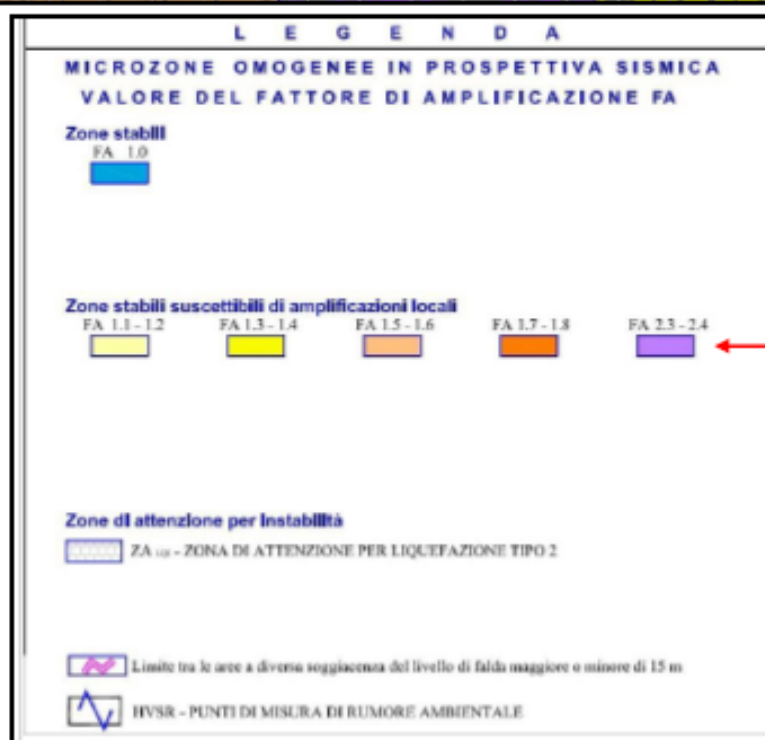 L E G E N D A
MICROZONE OMOGENEE IN PROSPETTIVA SISMICA
VALORE DEL FATTORE DI AMPLIFICAZIONE FA
Zone stabili
FA 1.0
Zone stabili suscettibili di amplificazioni locali
FA 1.1 - 1.2 FA 1.3 - 1.4 FA 1.5 - 1.6 FA 1.7 - 1.8 FA 2.3 - 2.4
Zone di attenzione per instabilità
ZA - ZONA DI ATTENZIONE PER LIQUEFAZIONE TIPO 2
Limite tra le aree a diversa soggiacenza del livello di falda maggiore o minore di 15 m
HVSR - PUNTI DI MISURA DI RUMORE AMBIENTALE